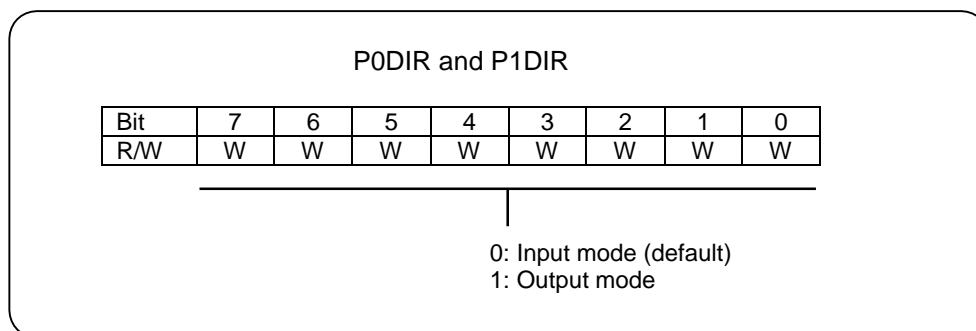 P0DIR and P1DIR
Bit 7 6 5 4 3 2 1 0
R/W W W W W W W W W
0: Input mode (default)
1: Output mode